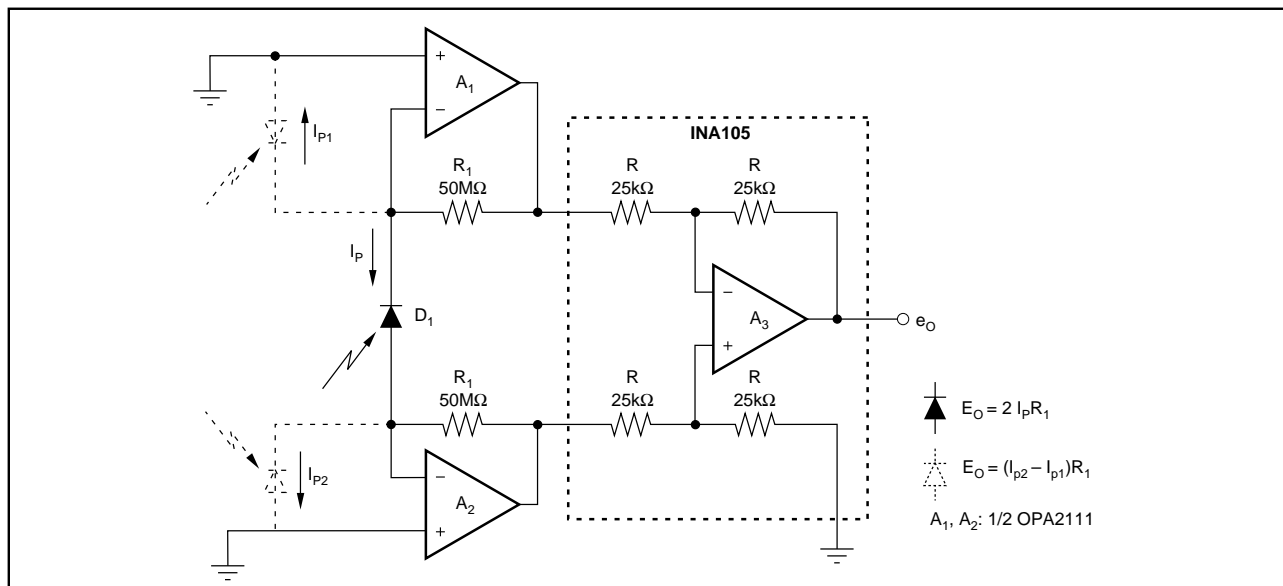 +
A1
−
IP1
INA105
R1
50MΩ
R
25kΩ
R
25kΩ
IP
−
A3
+
eO
D1
R1
50MΩ
R
25kΩ
R
25kΩ
EO = 2 IPR1
IP2
−
A2
+
EO = (Ip2 – Ip1)R1
A1, A2: 1/2 OPA2111